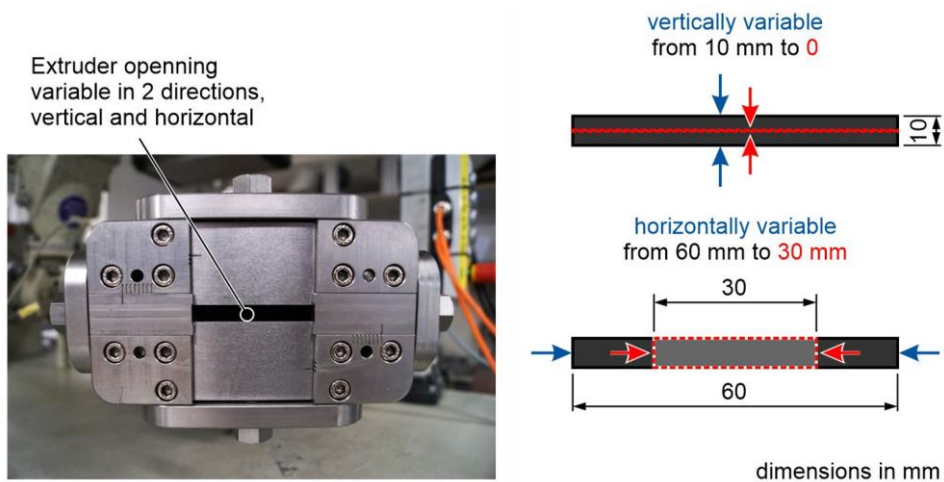 Extruder openning
variable in 2 directions,
vertical and horizontal
vertically variable
from 10 mm to 0
10
horizontally variable
from 60 mm to 30 mm
30
60
dimensions in mm